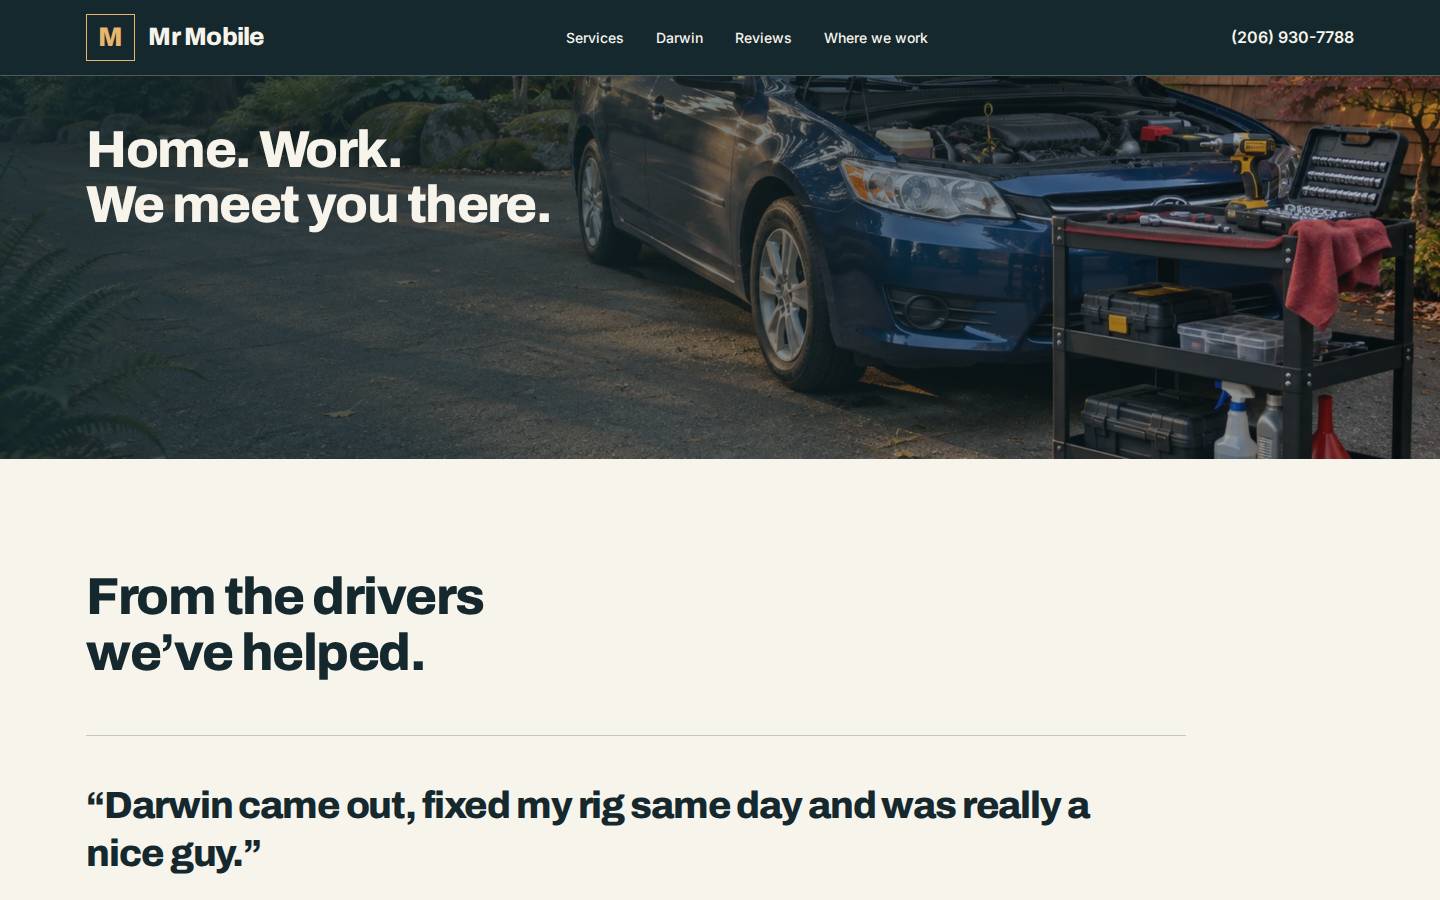 M
Mr Mobile
Services
Darwin
Reviews
Where we work
(206) 930-7788
Home. Work.
We meet you there.
From the drivers
we’ve helped.
“Darwin came out, fixed my rig same day and was really a
nice guy.”